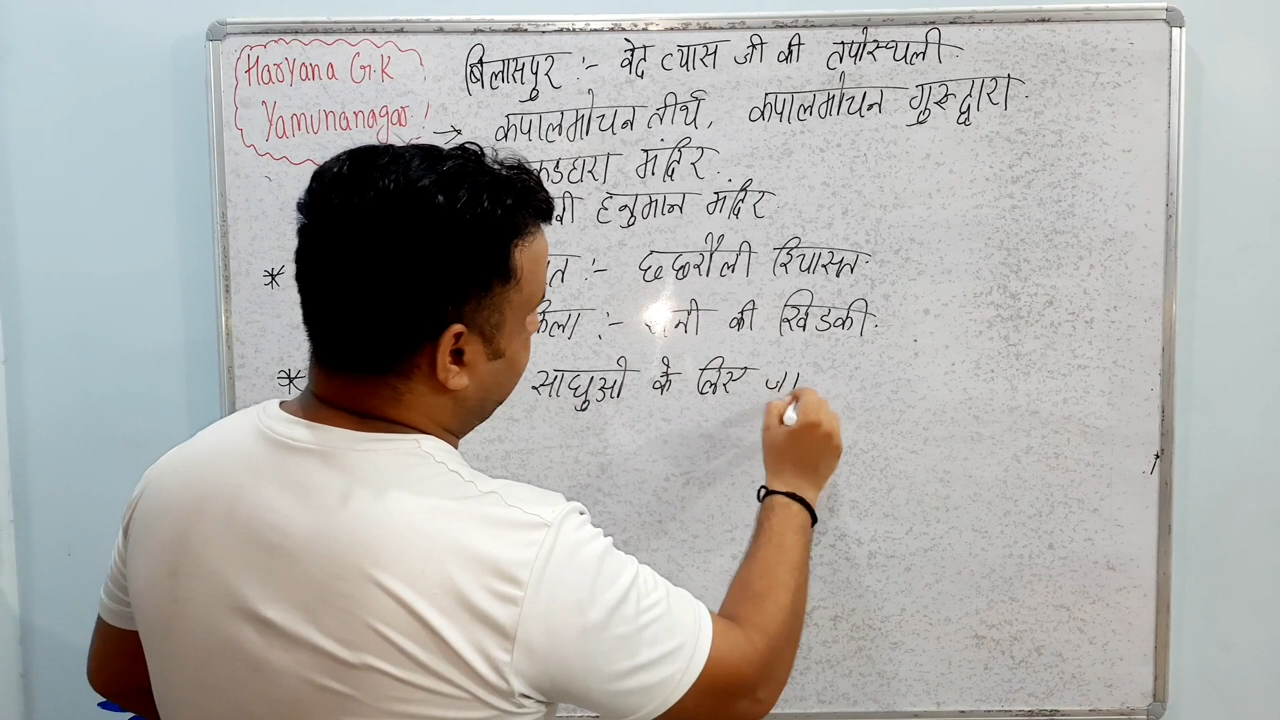 Haryana G.K
Yamunanagar!
बिलासपुर :- वेद व्यास जी की तपोस्थली.
→ कपालमोचन तीर्थ, कपालमोचन गुरुद्वारा.
मंदिर.
हनुमान मंदिर.
* :- छछरौली रियासत.
:- की खिडकी.
* साधुओ के लिए